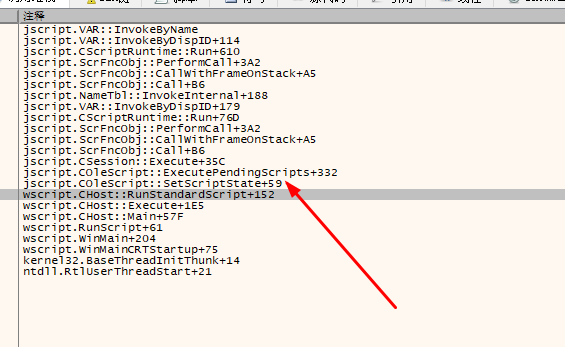 注释
jscript.VAR::InvokeByName
jscript.VAR::InvokeByDispID+114
jscript.CScriptRuntime::Run+610
jscript.ScrFncObj::PerformCall+3A2
jscript.ScrFncObj::CallWithFrameOnStack+A5
jscript.ScrFncObj::Call+B6
jscript.NameTbl::InvokeInternal+188
jscript.VAR::InvokeByDispID+179
jscript.CScriptRuntime::Run+76D
jscript.ScrFncObj::PerformCall+3A2
jscript.ScrFncObj::CallWithFrameOnStack+A5
jscript.ScrFncObj::Call+B6
jscript.CSession::Execute+35C
jscript.COleScript::ExecutePendingScripts+332
jscript.COleScript::SetScriptState+59
wscript.CHost::RunStandardScript+152
wscript.CHost::Execute+1E5
wscript.CHost::Main+57F
wscript.RunScript+61
wscript.WinMain+204
wscript.WinMainCRTStartup+75
kernel32.BaseThreadInitThunk+14
ntdll.RtlUserThreadStart+21